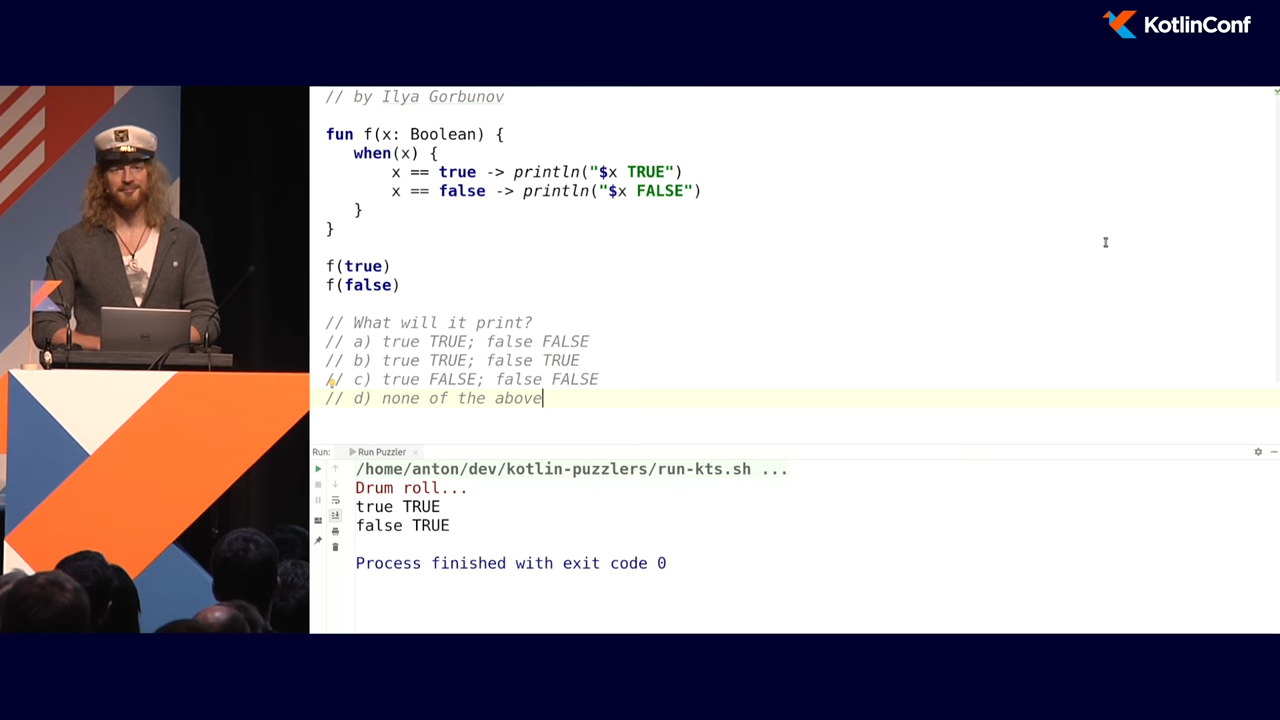 KotlinConf
// by Ilya Gorbunov
fun f(x: Boolean) {
when(x) {
x == true -> println("$x TRUE")
x == false -> println("$x FALSE")
}
}
f(true)
f(false)
// What will it print?
// a) true TRUE; false FALSE
// b) true TRUE; false TRUE
// c) true FALSE; false FALSE
// d) none of the above
Run: Run Puzzler
/home/anton/dev/kotlin-puzzlers/run-kts.sh ...
Drum roll...
true TRUE
false TRUE
Process finished with exit code 0